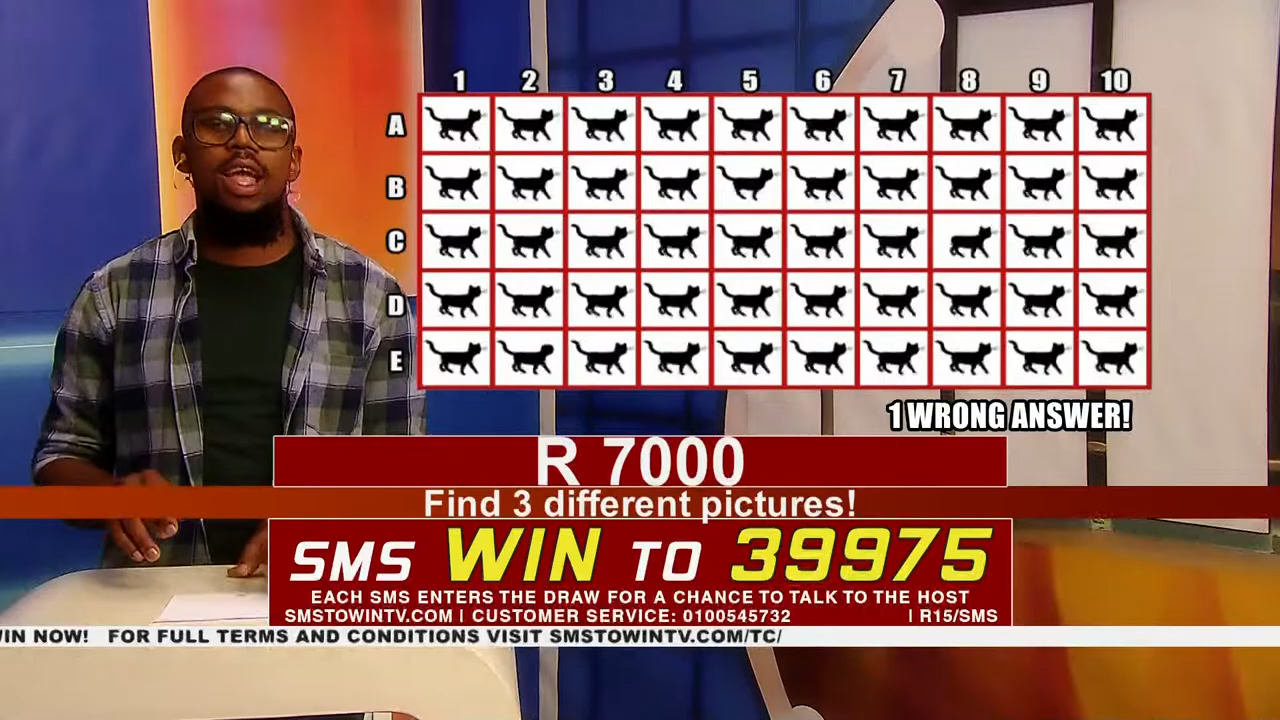 1 2 3 4 5 6 7 8 9 10
A
B
C
D
E
1 WRONG ANSWER!
R 7000
Find 3 different pictures!
SMS WIN TO 39975
EACH SMS ENTERS THE DRAW FOR A CHANCE TO TALK TO THE HOST
SMSTOWINTV.COM | CUSTOMER SERVICE: 0100545732 | R15/SMS
WIN NOW! FOR FULL TERMS AND CONDITIONS VISIT SMSTOWINTV.COM/TC/